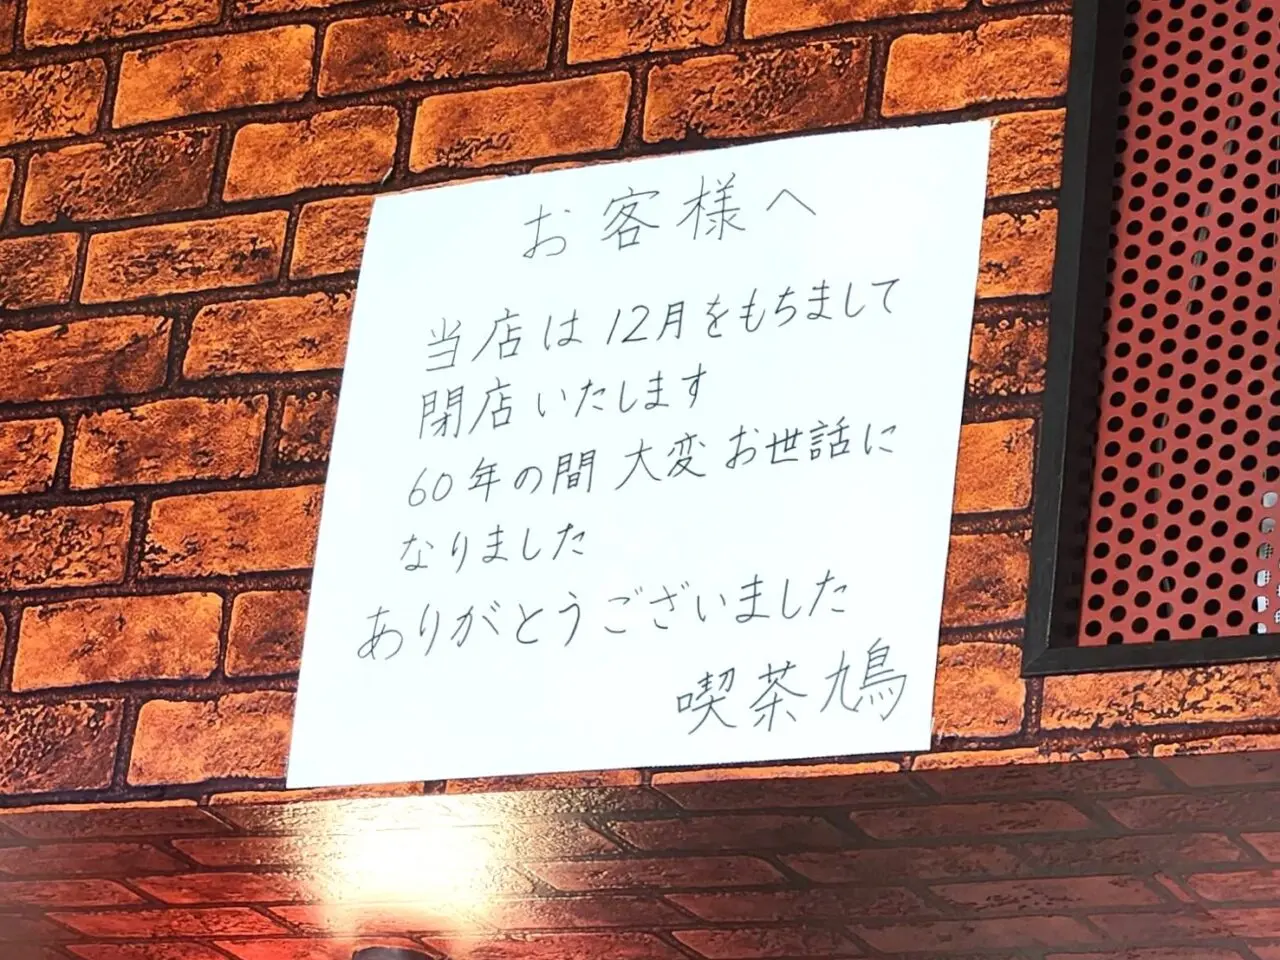 お客様へ
当店は12月をもちまして
閉店いたします
60年の間 大変お世話に
なりました
ありがとうございました
喫茶鳩